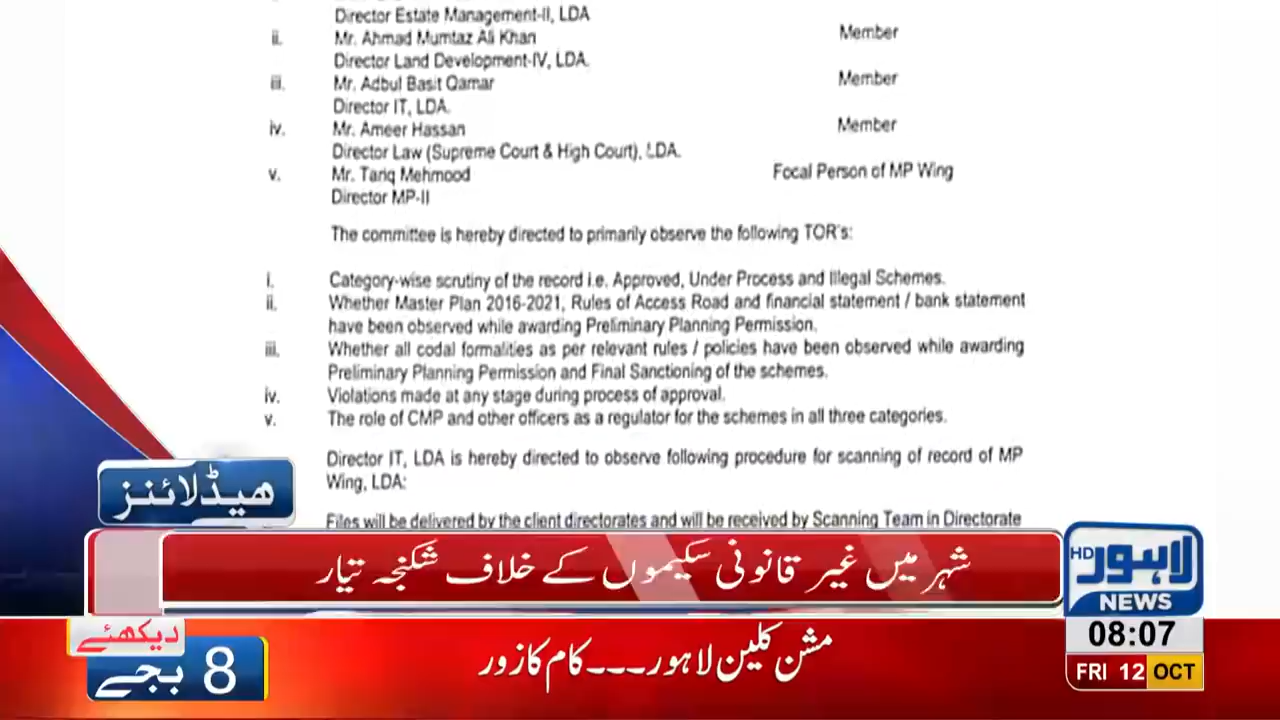 Director Estate Management-II, LDA
ii. Mr. Ahmad Mumtaz Ali Khan Member
Director Land Development-IV, LDA.
iii. Mr. Adbul Basit Qamar Member
Director IT, LDA.
iv. Mr. Ameer Hassan Member
Director Law (Supreme Court & High Court), LDA.
v. Mr. Tariq Mehmood Focal Person of MP Wing
Director MP-II
The committee is hereby directed to primarily observe the following TOR's:
i. Category-wise scrutiny of the record i.e. Approved, Under Process and Illegal Schemes.
ii. Whether Master Plan 2016-2021, Rules of Access Road and financial statement / bank statement
have been observed while awarding Preliminary Planning Permission.
iii. Whether all codal formalities as per relevant rules / policies have been observed while awarding
Preliminary Planning Permission and Final Sanctioning of the schemes.
iv. Violations made at any stage during process of approval.
v. The role of CMP and other officers as a regulator for the schemes in all three categories.
Director IT, LDA is hereby directed to observe following procedure for scanning of record of MP
Wing, LDA:
Files will be delivered by the client directorates and will be received by Scanning Team in Directorate
ھیڈلائنز
شہر میں غیر قانونی سکیموں کے خلاف شکنجہ تیار
HD لاہور
NEWS
08:07
FRI 12 OCT
دیکھئے
8 بجے
مشن کلین لاہور ۔۔۔ کام کا زور